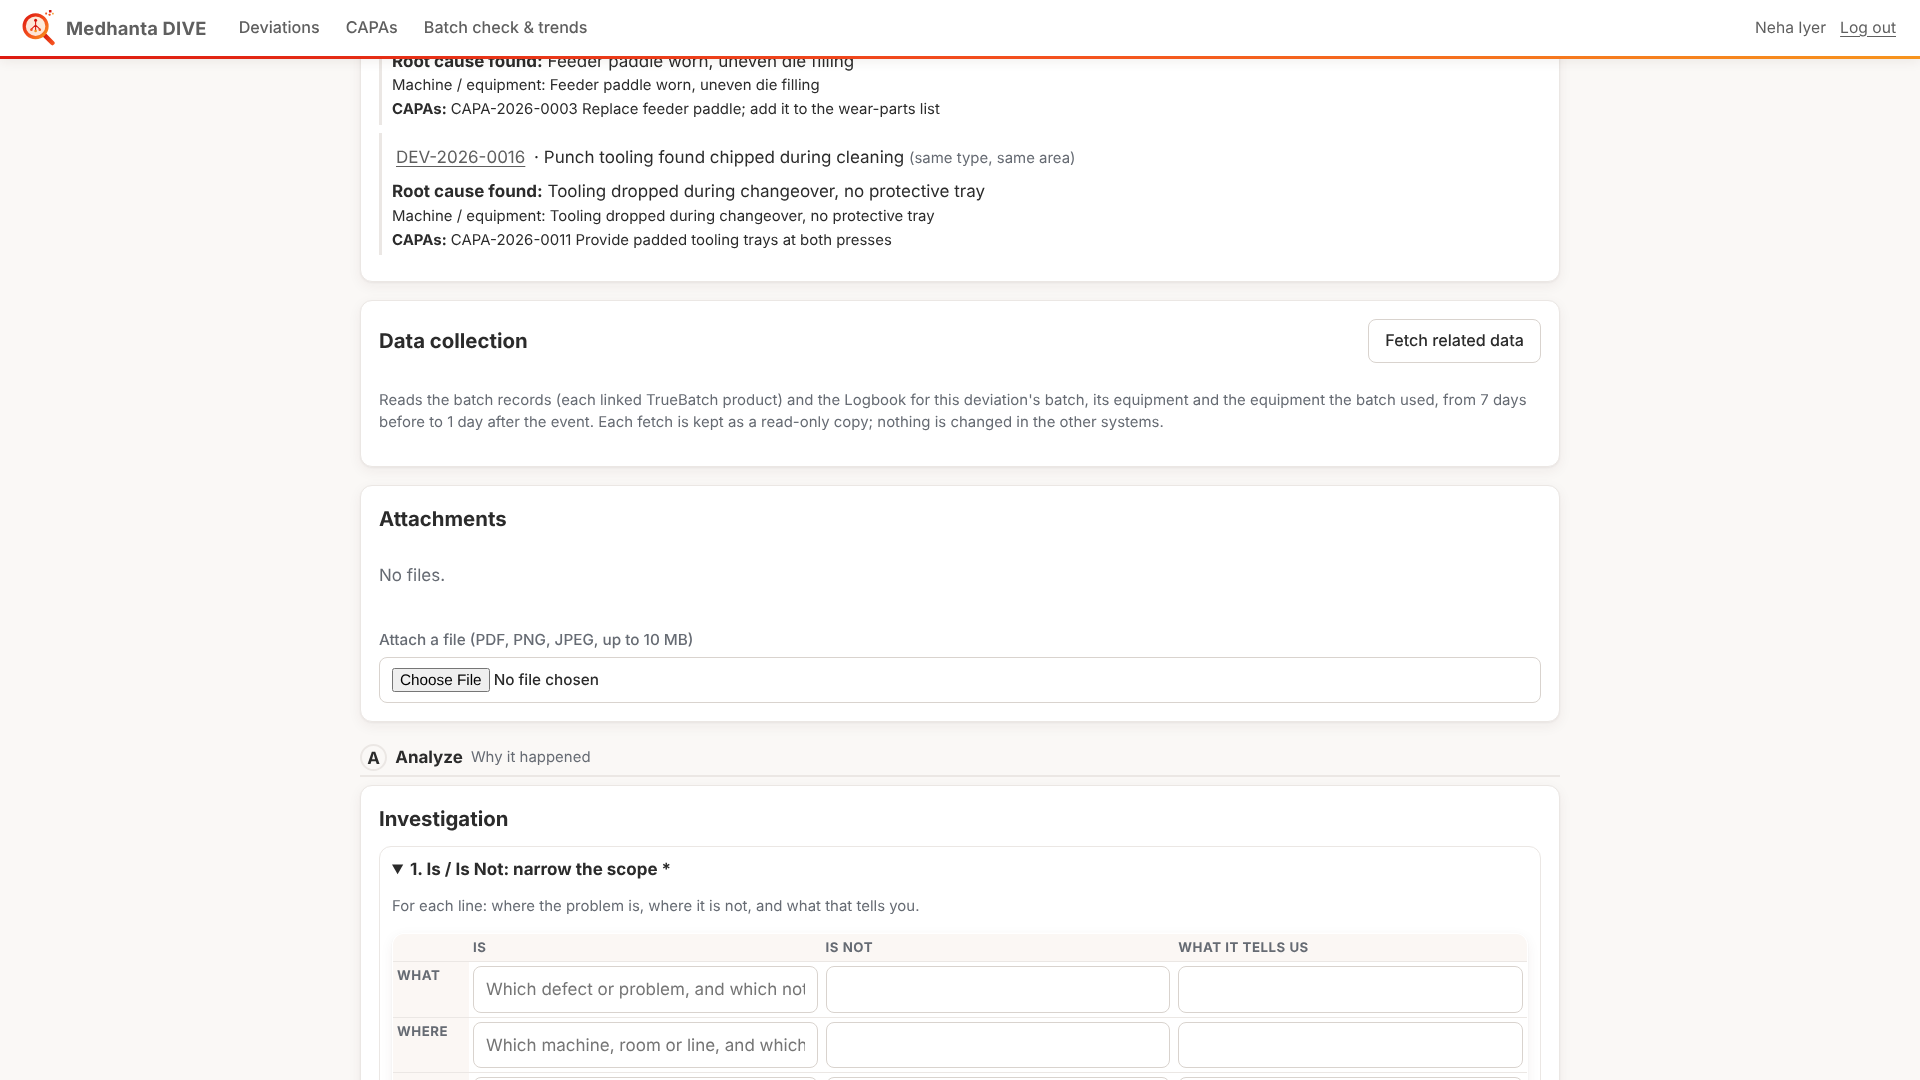 Medhanta DIVE
Deviations
CAPAs
Batch check & trends
Neha Iyer
Log out
Root cause found: Feeder paddle worn, uneven die filling
Machine / equipment: Feeder paddle worn, uneven die filling
CAPAs: CAPA-2026-0003 Replace feeder paddle; add it to the wear-parts list
DEV-2026-0016 · Punch tooling found chipped during cleaning (same type, same area)
Root cause found: Tooling dropped during changeover, no protective tray
Machine / equipment: Tooling dropped during changeover, no protective tray
CAPAs: CAPA-2026-0011 Provide padded tooling trays at both presses
Data collection
Fetch related data
Reads the batch records (each linked TrueBatch product) and the Logbook for this deviation's batch, its equipment and the equipment the batch used, from 7 days
before to 1 day after the event. Each fetch is kept as a read-only copy; nothing is changed in the other systems.
Attachments
No files.
Attach a file (PDF, PNG, JPEG, up to 10 MB)
Choose File No file chosen
A Analyze Why it happened
Investigation
▼ 1. Is / Is Not: narrow the scope *
For each line: where the problem is, where it is not, and what that tells you.
IS
IS NOT
WHAT IT TELLS US
WHAT
Which defect or problem, and which not
WHERE
Which machine, room or line, and which